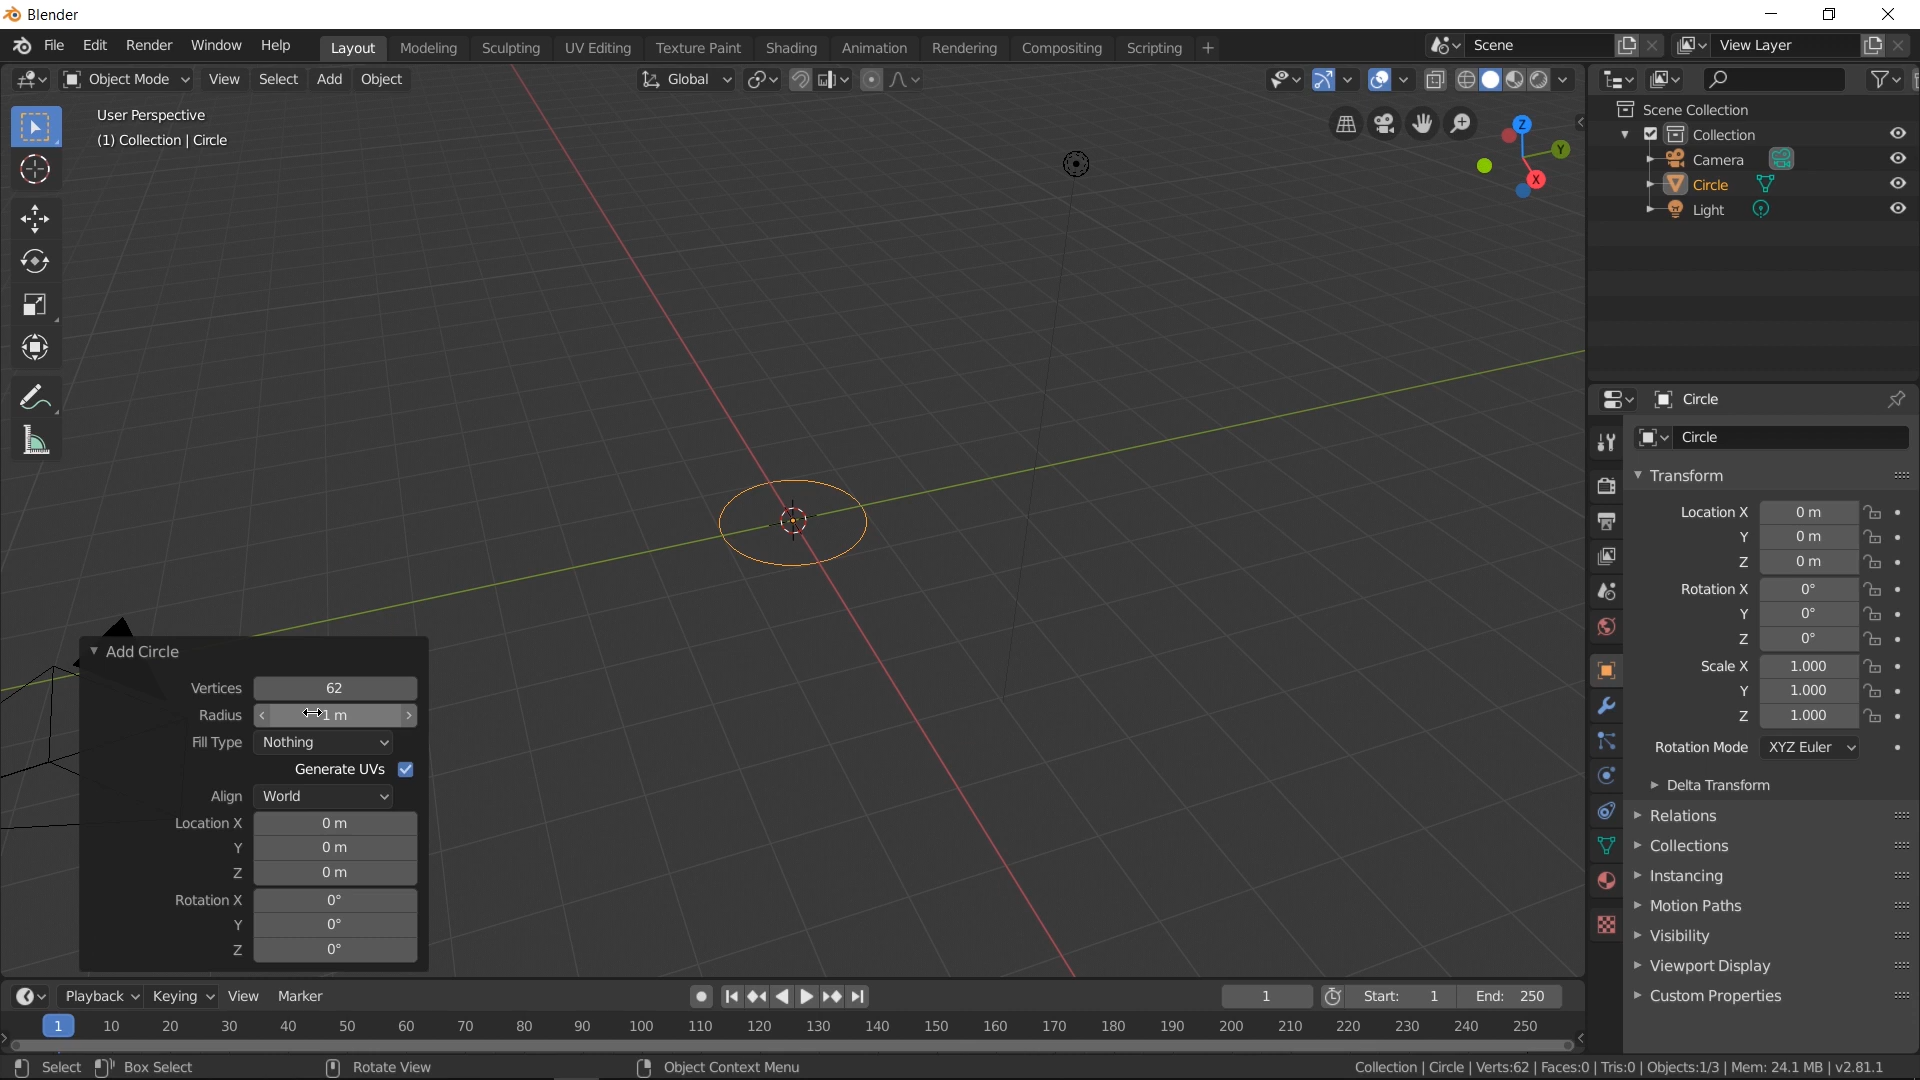 Blender
File Edit Render Window Help Layout Modeling Sculpting UV Editing Texture Paint Shading Animation Rendering Compositing Scripting + Scene View Layer
Object Mode View Select Add Object Global
User Perspective
(1) Collection | Circle
Z
Y
X
Scene Collection
Collection
Camera
Circle
Light
Circle
Circle
Transform
Location X 0 m
Y 0 m
Z 0 m
Rotation X 0°
Y 0°
Z 0°
Scale X 1.000
Y 1.000
Z 1.000
Rotation Mode XYZ Euler
Delta Transform
Relations
Collections
Instancing
Motion Paths
Visibility
Viewport Display
Custom Properties
Add Circle
Vertices 62
Radius 1 m
Fill Type Nothing
Generate UVs
Align World
Location X 0 m
Y 0 m
Z 0 m
Rotation X 0°
Y 0°
Z 0°
Playback Keying View Marker 1 Start: 1 End: 250
1 10 20 30 40 50 60 70 80 90 100 110 120 130 140 150 160 170 180 190 200 210 220 230 240 250
Select Box Select Rotate View Object Context Menu Collection | Circle | Verts:62 | Faces:0 | Tris:0 | Objects:1/3 | Mem: 24.1 MB | v2.81.1